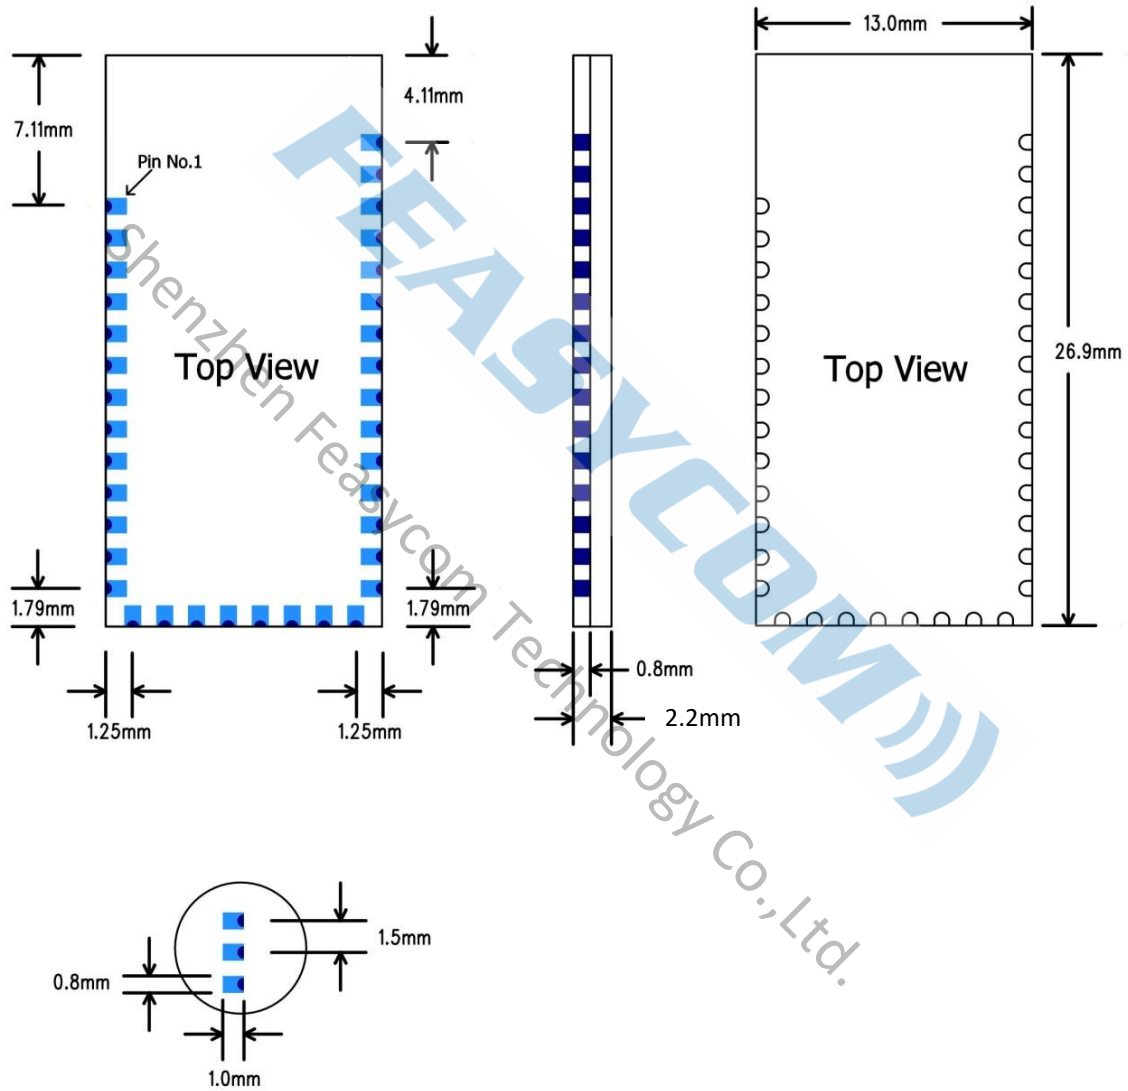 13.0mm
4.11mm
7.11mm
Pin No.1
Top View
Top View
26.9mm
1.79mm
1.79mm
1.25mm
1.25mm
0.8mm
2.2mm
1.5mm
0.8mm
1.0mm
FEASYCOM
Shenzhen Feasycom Technology Co.,Ltd.